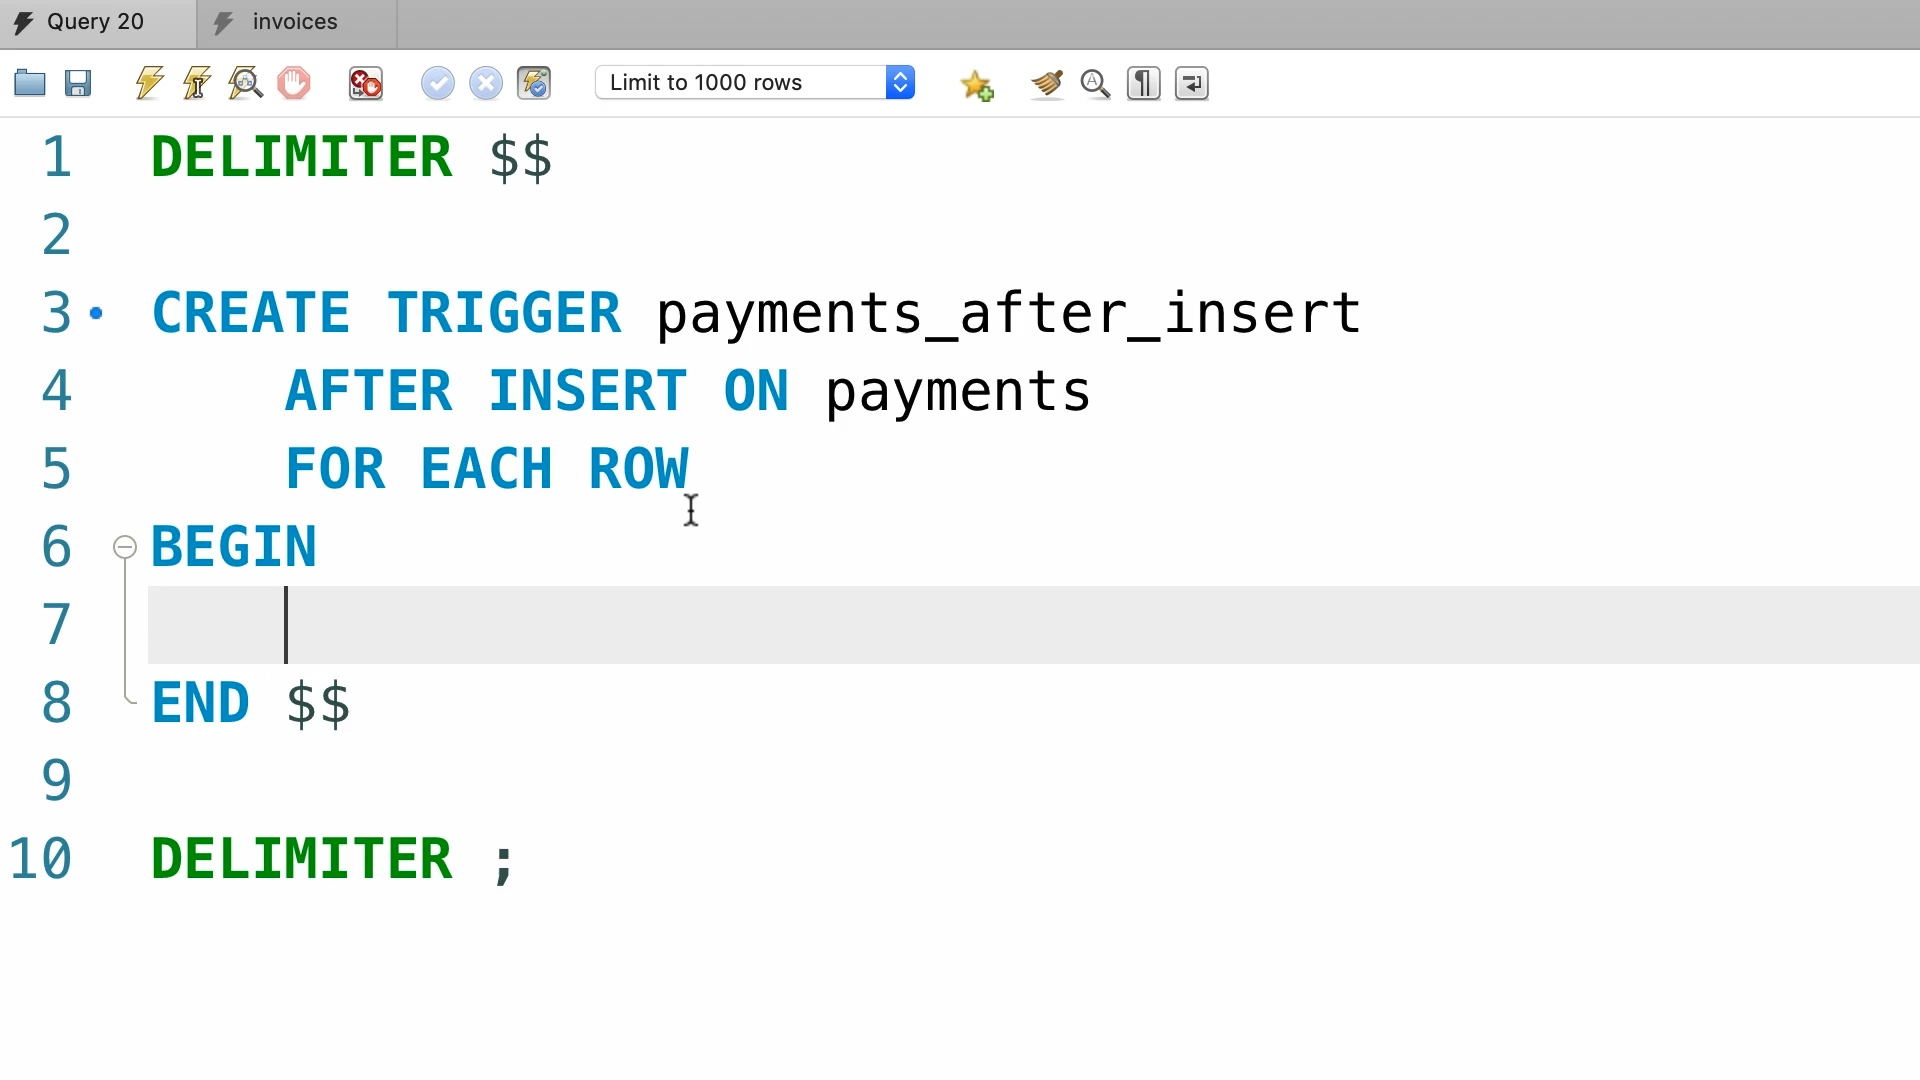 Query 20 invoices
Limit to 1000 rows
1 DELIMITER $$
2
3 CREATE TRIGGER payments_after_insert
4 AFTER INSERT ON payments
5 FOR EACH ROW
6 BEGIN
7
8 END $$
9
10 DELIMITER ;